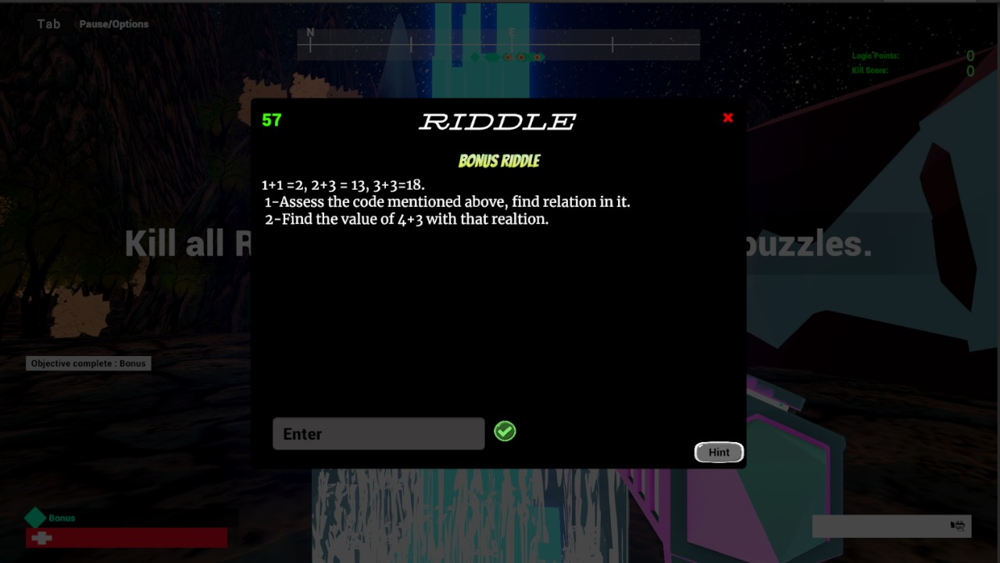 Tab Pause/Options
N E
Logic Points: 0
Kill Score: 0
57 RIDDLE
BONUS RIDDLE
1+1 =2, 2+3 = 13, 3+3=18.
1-Assess the code mentioned above, find relation in it.
2-Find the value of 4+3 with that realtion.
Kill all R puzzles.
Objective complete : Bonus
Enter
Hint
Bonus